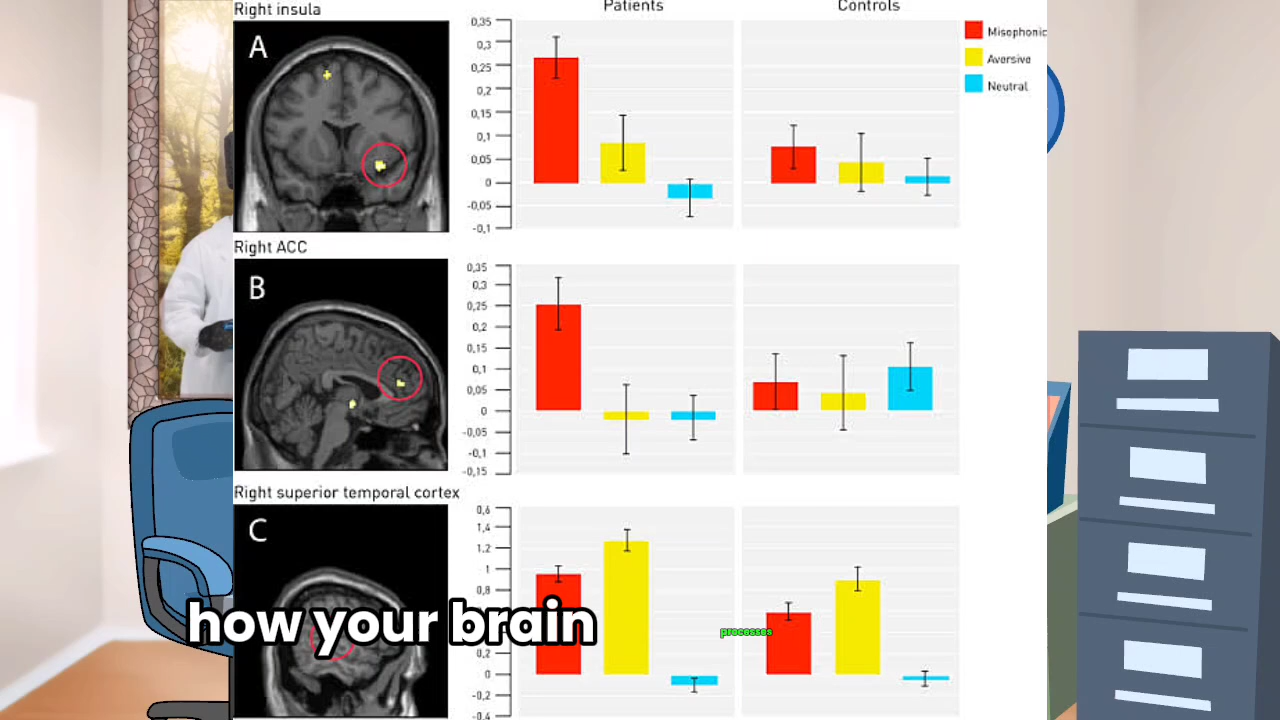 Right insula
Patients
Controls
A
0,35
0,3
0,25
0,2
0,15
0,1
0,05
0
-0,05
-0,1
Misophonic
Aversive
Neutral
Right ACC
B
0,35
0,3
0,25
0,2
0,15
0,1
0,05
0
-0,05
-0,1
-0,15
Right superior temporal cortex
C
0,6
1,4
1.2
1
0,8
0,2
0
-0,2
-0,4
how your brain
processes